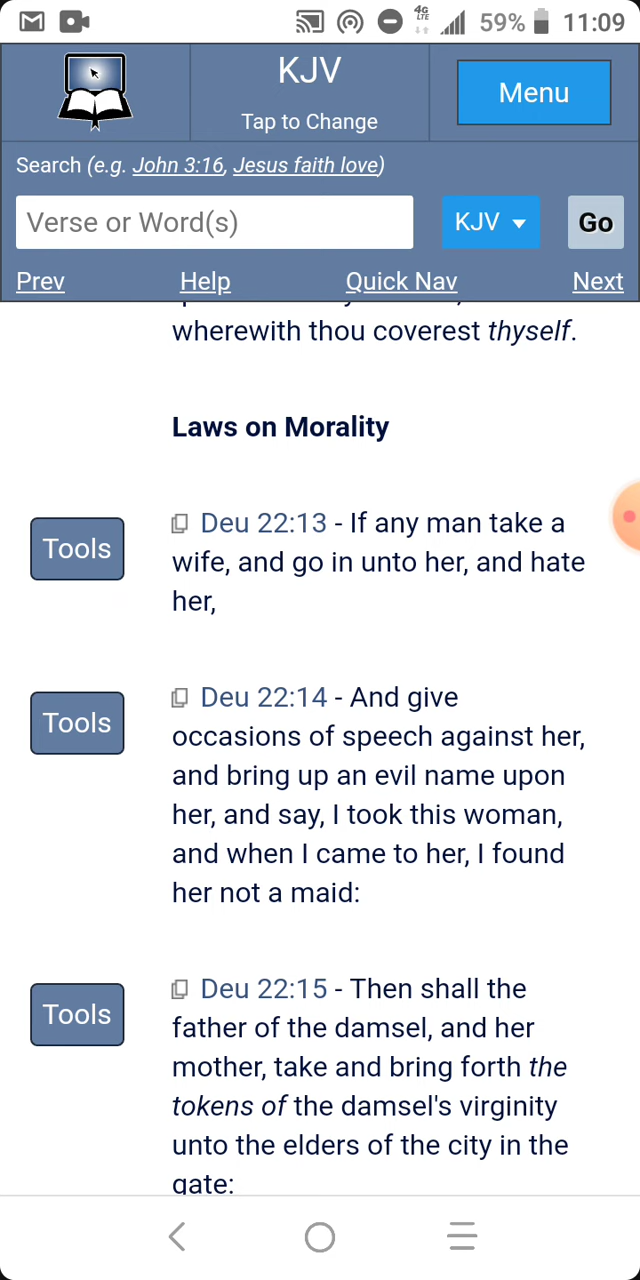 4G
LTE
59% 11:09
KJV
Tap to Change
Menu
Search (e.g. John 3:16, Jesus faith love)
Verse or Word(s)
KJV
Go
Prev Help Quick Nav Next
wherewith thou coverest thyself.
Laws on Morality
Tools
Deu 22:13 - If any man take a
wife, and go in unto her, and hate
her,
Tools
Deu 22:14 - And give
occasions of speech against her,
and bring up an evil name upon
her, and say, I took this woman,
and when I came to her, I found
her not a maid:
Tools
Deu 22:15 - Then shall the
father of the damsel, and her
mother, take and bring forth the
tokens of the damsel's virginity
unto the elders of the city in the
gate: